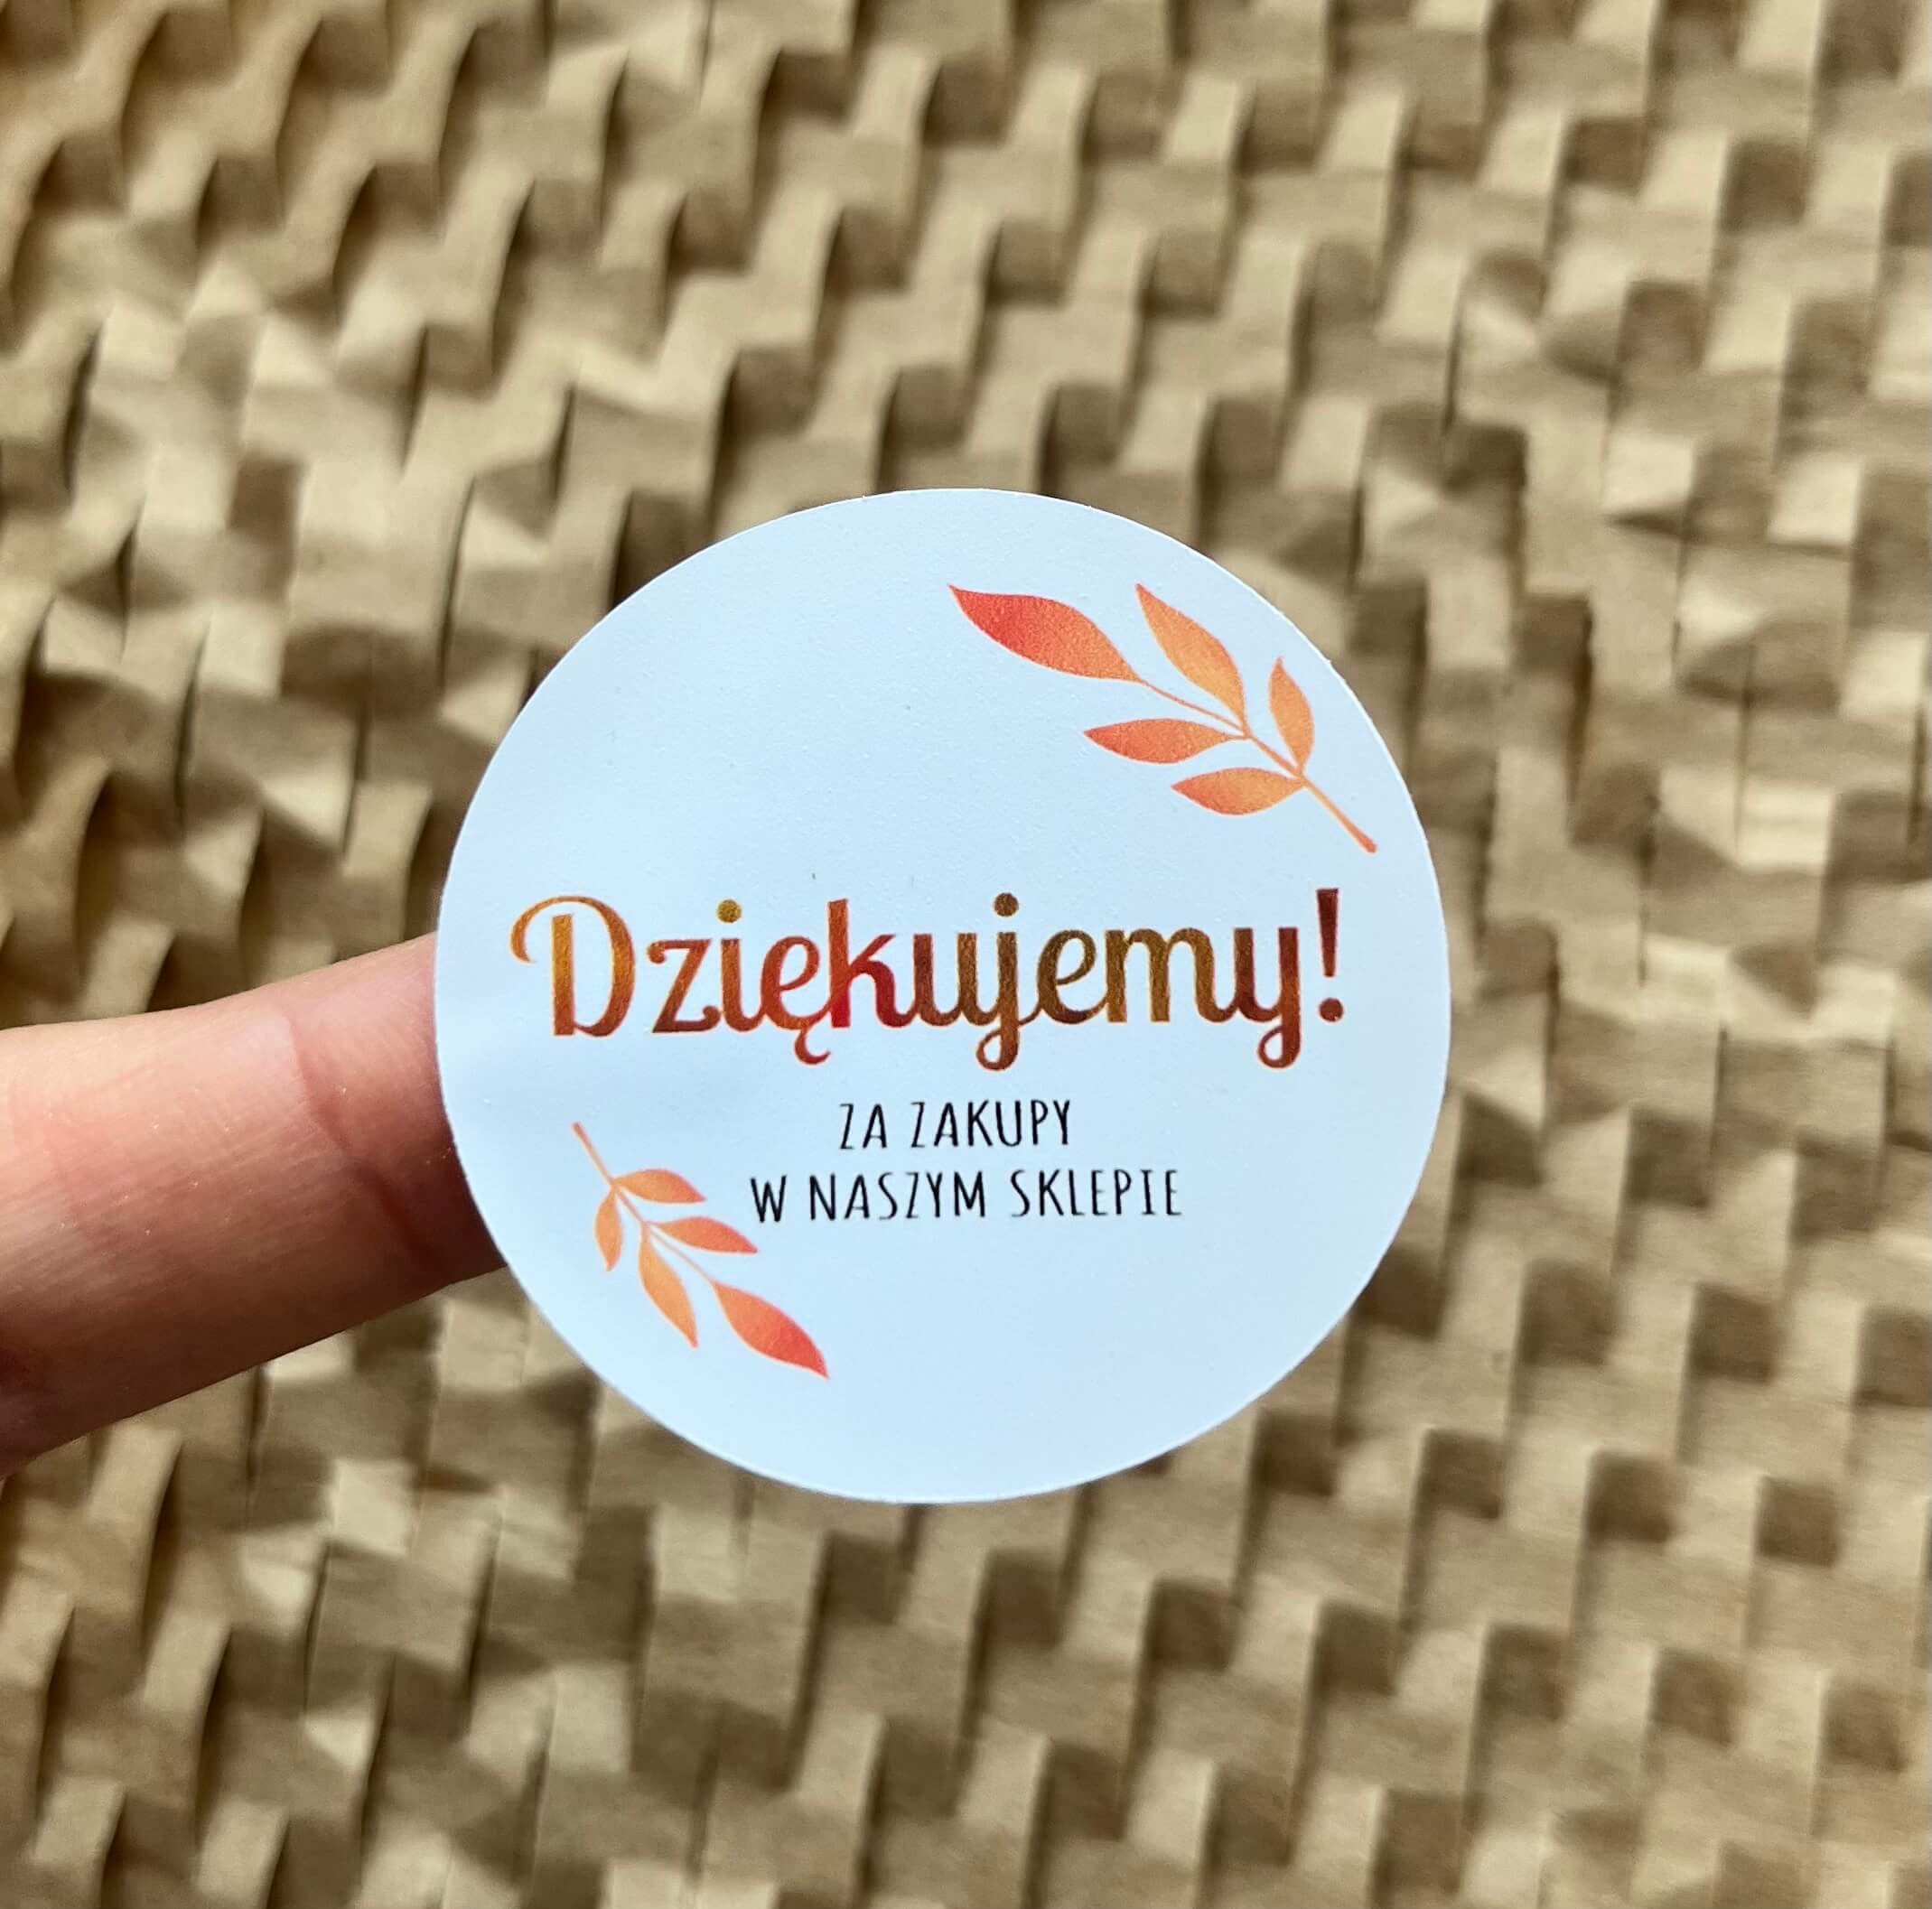 Dziękujemy!
ZA ZAKUPY
W NASZYM SKLEPIE